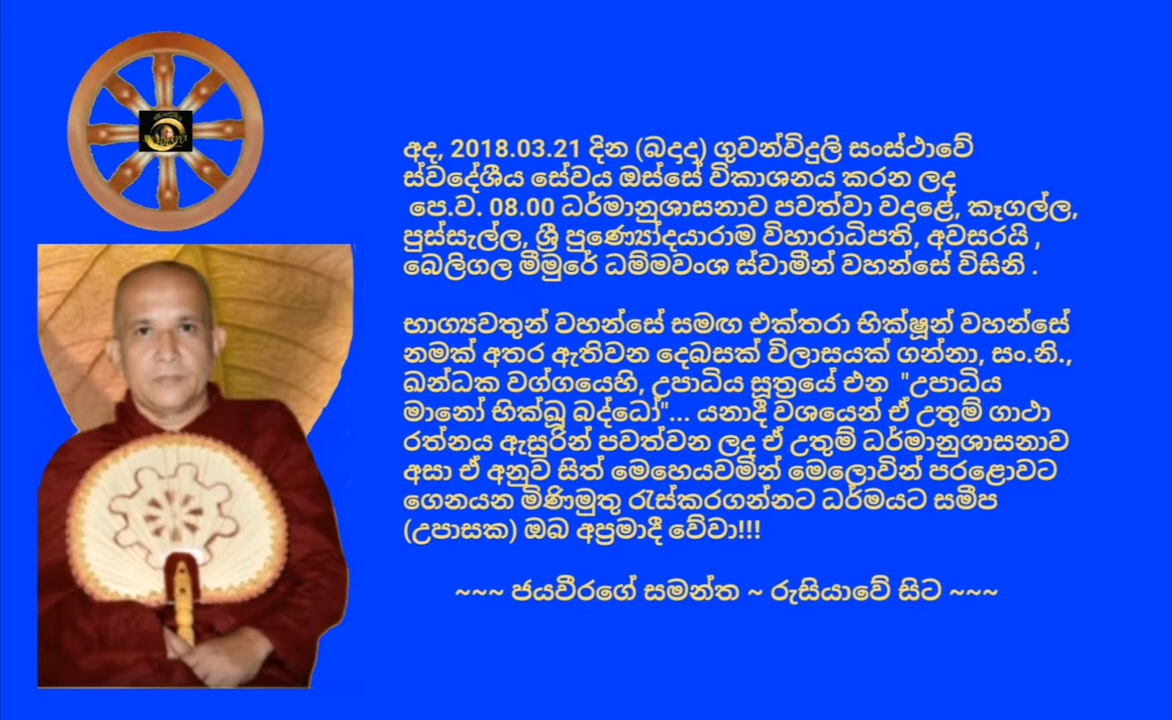 අද, 2018.03.21 දින (බදාදා) ගුවන්විදුලි සංස්ථාවේ
ස්වදේශීය සේවය ඔස්සේ විකාශනය කරන ලද
පෙ.ව. 08.00 ධර්මානුශාසනාව පවත්වා වදාළේ, කෑගල්ල,
පුස්සැල්ල, ශ්‍රී පුණ්‍යෝදයාරාම විහාරාධිපති, අවසරයි ,
බෙලිගල මීමුරේ ධම්මවංශ ස්වාමීන් වහන්සේ විසිනි .
භාග්‍යවතුන් වහන්සේ සමඟ එක්තරා භික්ෂූන් වහන්සේ
නමක් අතර ඇතිවන දෙබසක් විලාසයක් ගන්නා, සං.නි.,
ඛන්ධක වග්ගයෙහි, උපාධිය සූත්‍රයේ එන "උපාධිය
මානෝ භික්ඛු බද්ධෝ"... යනාදී වශයෙන් ඒ උතුම් ගාථා
රත්නය ඇසුරින් පවත්වන ලද ඒ උතුම් ධර්මානුශාසනාව
අසා ඒ අනුව සිත් මෙහෙයවමින් මෙලොවින් පරළොවට
ගෙනයන මිණිමුතු රැස්කරගන්නට ධර්මයට සමීප
(උපාසක) ඔබ අප්‍රමාදී වේවා!!!
~~~ ජයවීරගේ සමන්ත ~ රුසියාවේ සිට ~~~